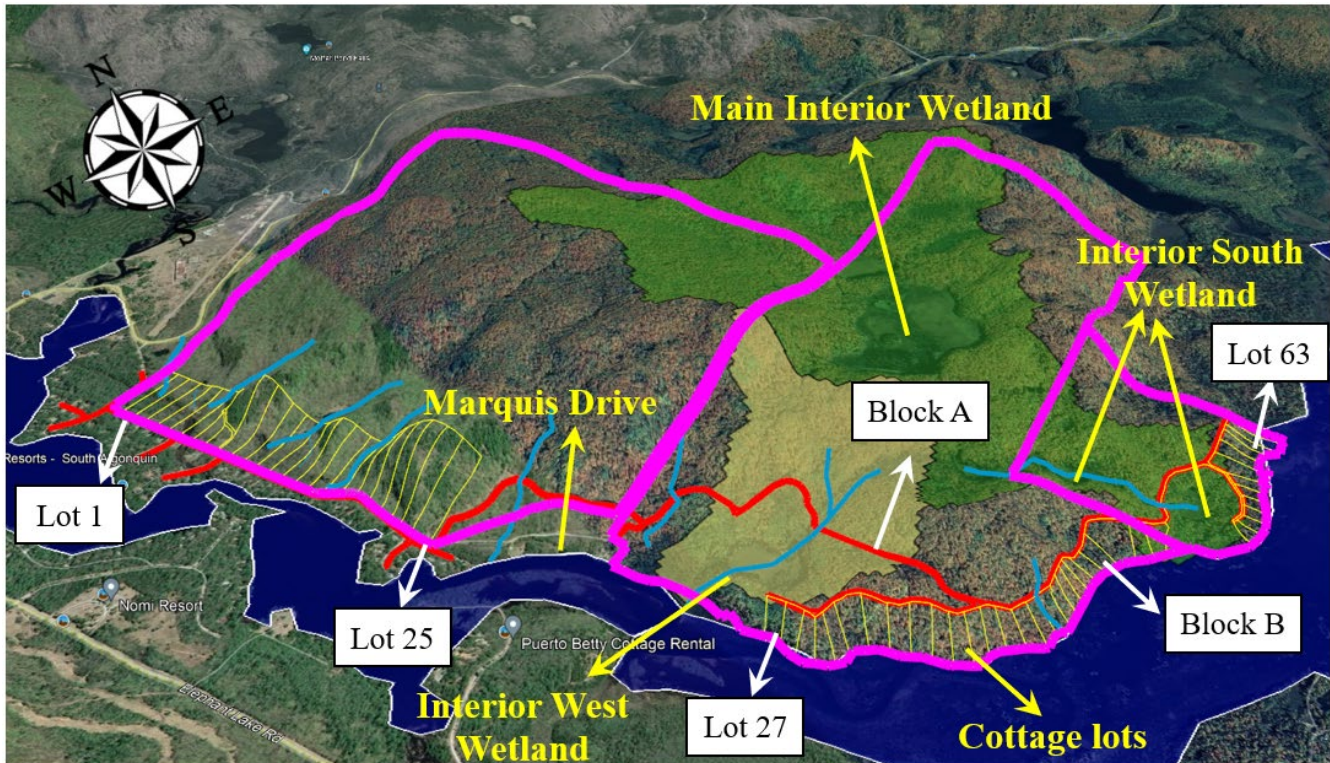 N
E
W
S
Main Interior Wetland
Interior South
Wetland
Lot 63
Block A
Marquis Drive
Resorts - South Algonquin
Lot 1
Nomi Resort
Lot 25
Puerto Betty Cottage Rental
Block B
Elephant Lake Rd
Interior West
Wetland
Lot 27
Cottage lots